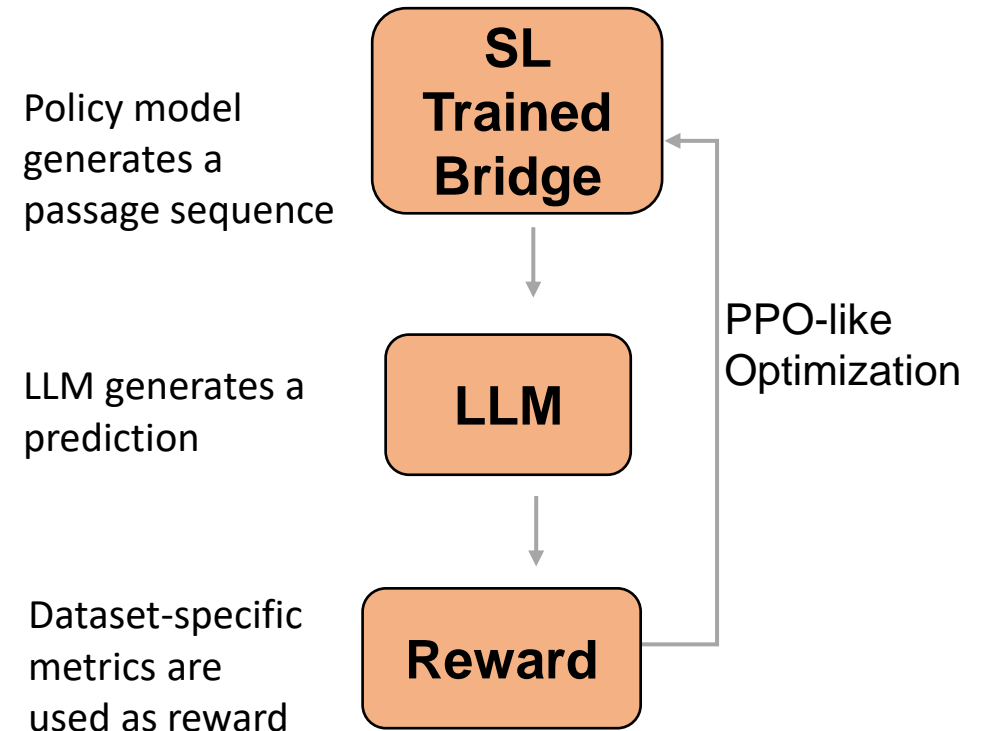 SL
Trained
Bridge
Policy model
generates a
passage sequence
PPO-like
Optimization
LLM generates a
prediction
LLM
Dataset-specific
metrics are
used as reward
Reward